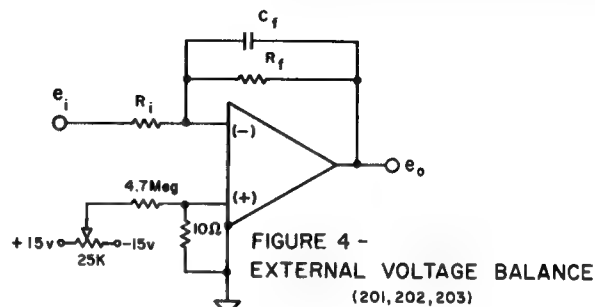 C_f
R_f
e_i
R_i
(-)
4.7Meg
(+)
e_o
10Ω
+15v
-15v
25K
FIGURE 4 -
EXTERNAL VOLTAGE BALANCE
(201,202,203)